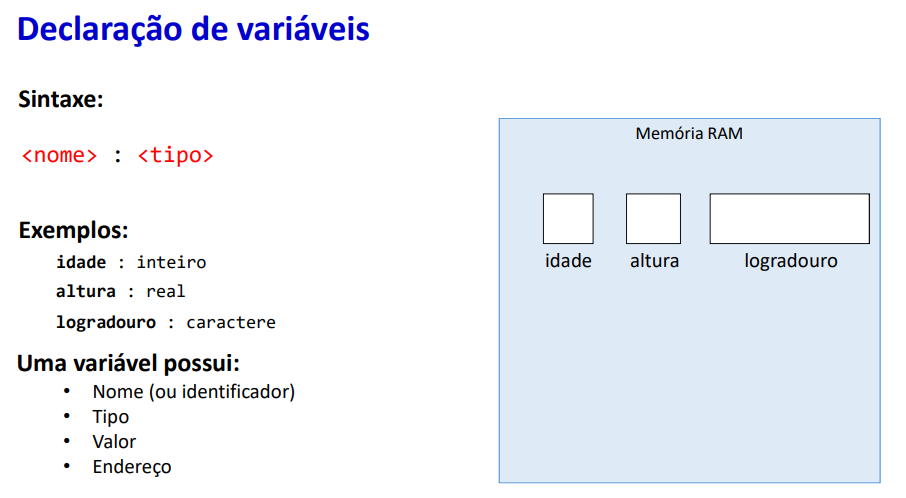 Declaração de variáveis
Sintaxe:
<nome> : <tipo>
Exemplos:
idade : inteiro
altura : real
logradouro : caractere
Uma variável possui:
• Nome (ou identificador)
• Tipo
• Valor
• Endereço
Memória RAM
idade altura logradouro